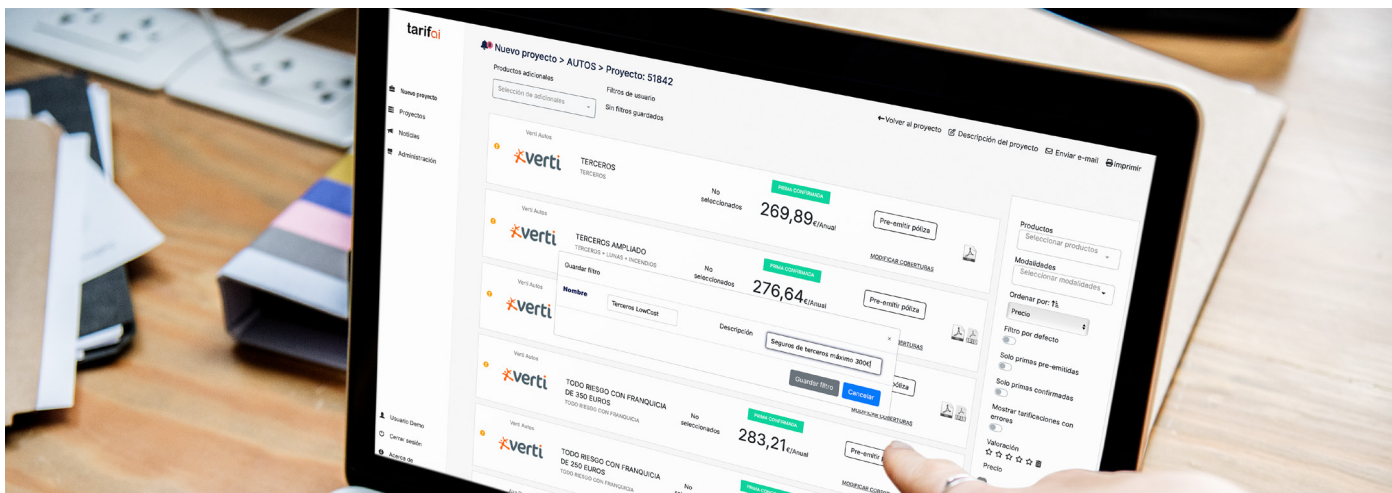 tarifai
Nuevo proyecto > AUTOS > Proyecto: 51842
Productos adicionales
Selección de adicionales
Filtros de usuario
Sin filtros guardados
Volver al proyecto
Descripción del proyecto
Enviar e-mail
Imprimir
Nuevo proyecto
Proyectos
Noticias
Administración
Verti Autos
verti
TERCEROS
TERCEROS
No
seleccionados
PRIMA CONFIRMADA
269,89€/Anual
Pre-emitir póliza
MODIFICAR COBERTURAS
Verti Autos
verti
TERCEROS AMPLIADO
TERCEROS + LUNAS + INCENDIOS
No
seleccionados
PRIMA CONFIRMADA
276,64€/Anual
Pre-emitir póliza
Guardar filtro
×
Nombre
Terceros LowCost
Descripción
Seguros de terceros máximo 300€
Guardar filtro
Cancelar
Verti Autos
verti
póliza
MODIFICAR COBERTURAS
Verti Autos
verti
TODO RIESGO CON FRANQUICIA
DE 350 EUROS
TODO RIESGO CON FRANQUICIA
No
seleccionados
PRIMA CONFIRMADA
283,21€/Anual
Pre-emitir
Verti Autos
verti
TODO RIESGO CON FRANQUICIA
DE 250 EUROS
TODO RIESGO CON FRANQUICIA
No
Productos
Seleccionar productos
Modalidades
Seleccionar modalidades
Ordenar por:
Precio
Filtro por defecto
Solo primas pre-emitidas
Solo primas confirmadas
Mostrar tarificaciones con
errores
Valoración
Precio
Usuario Demo
Cerrar sesión
Acerca de